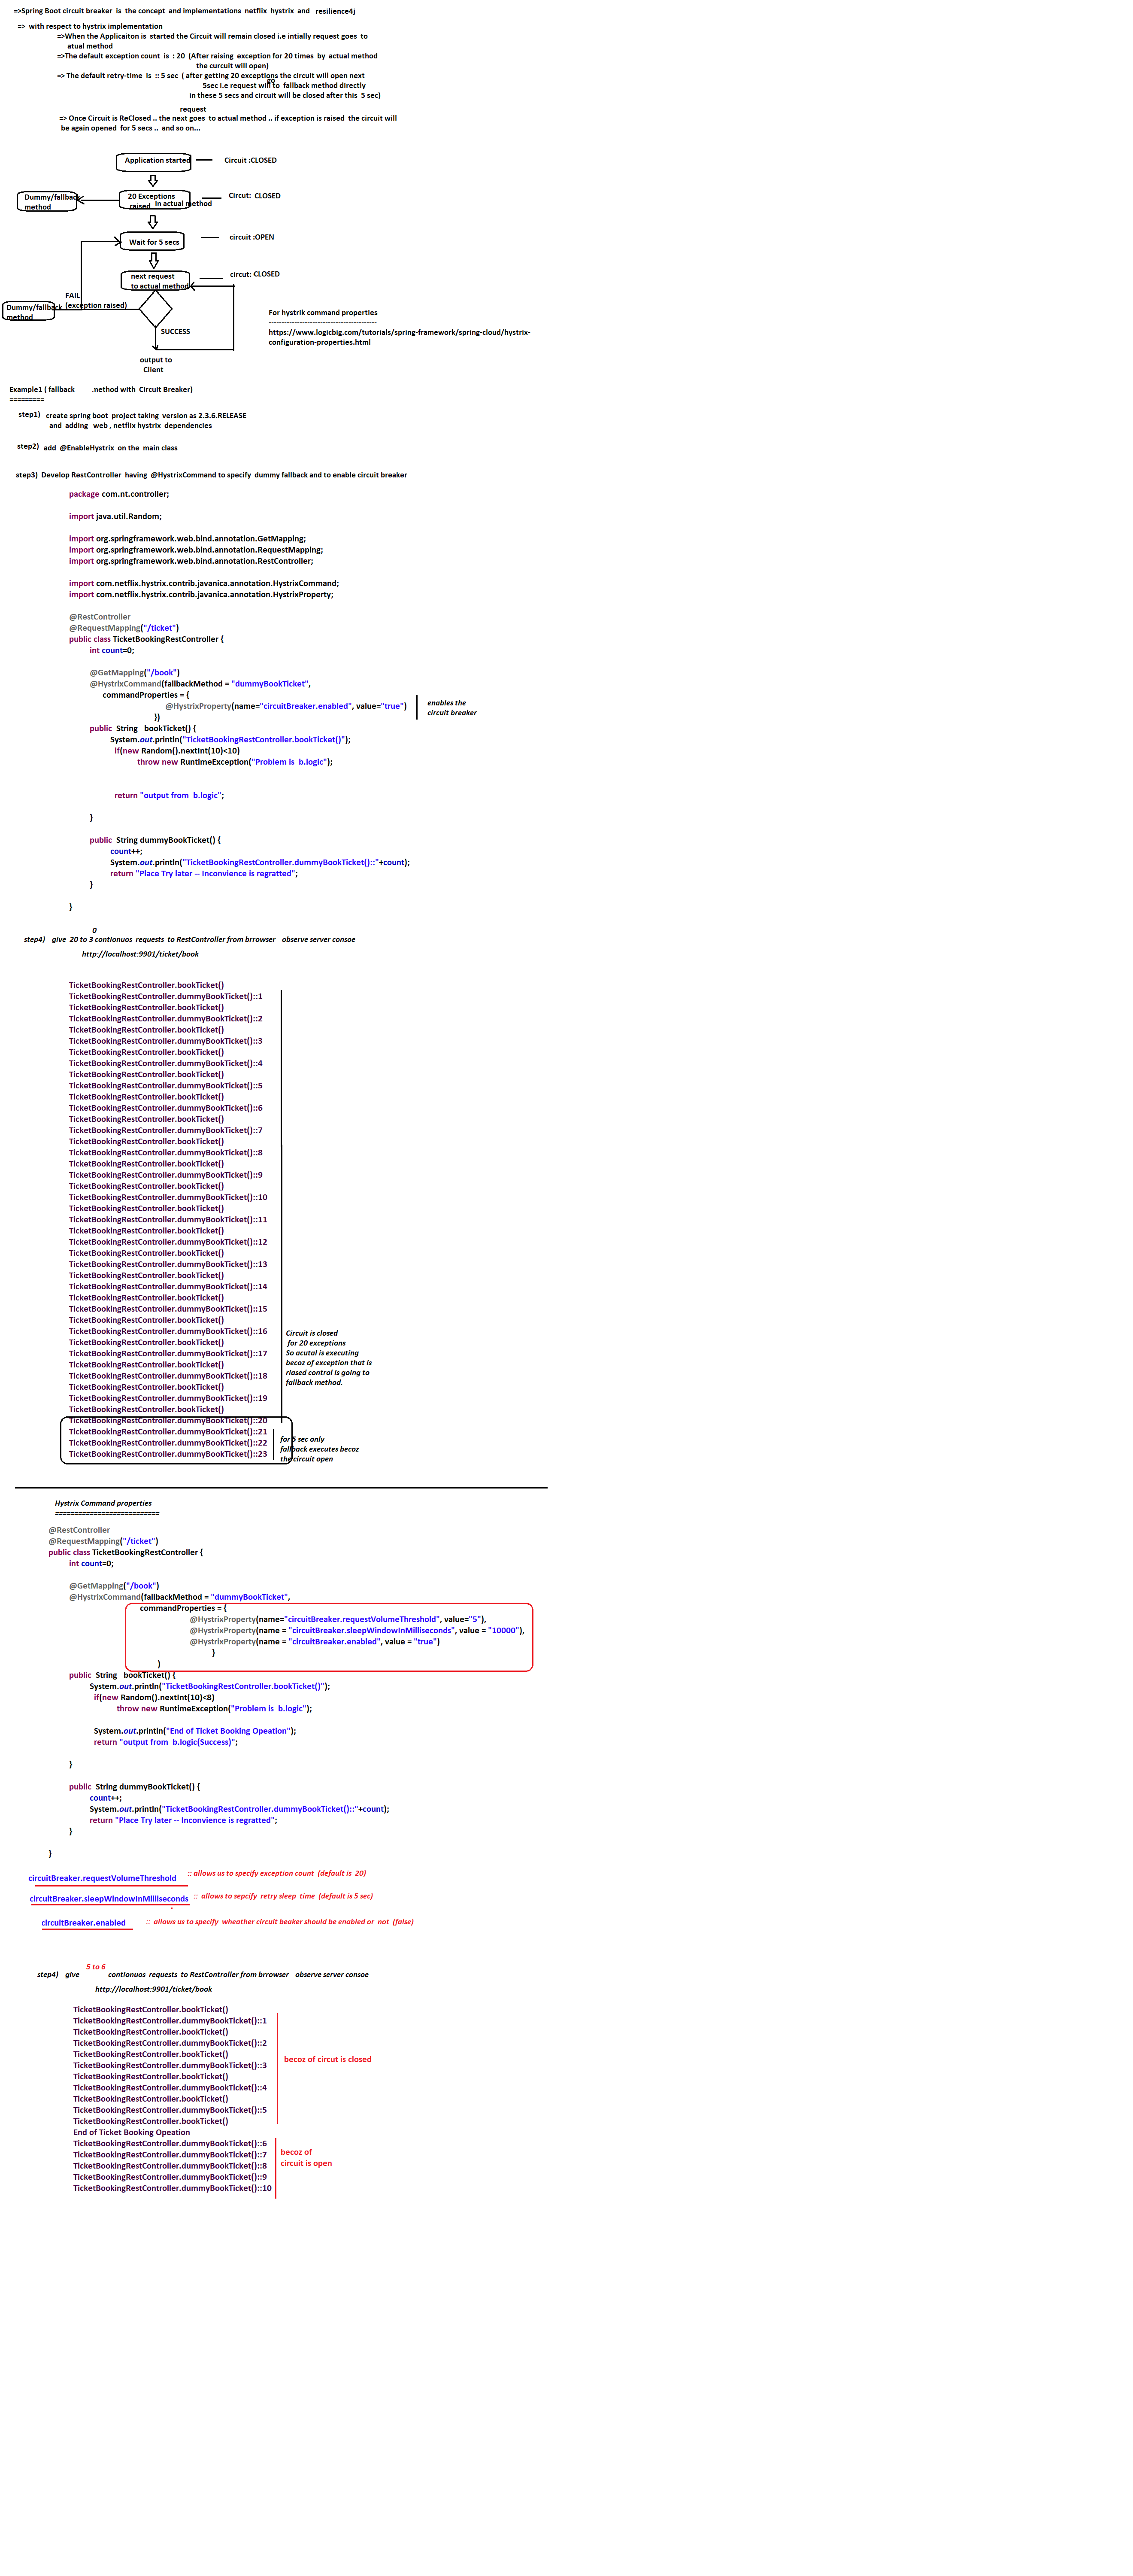 =>Spring Boot circuit breaker is the concept and implementations netflix hystrix and resilience4j
=> with respect to hystrix implementation
=>When the Applicaiton is started the Circuit will remain closed i.e intially request goes to
atual method
=>The default exception count is : 20 (After raising exception for 20 times by actual method
the curcuit will open)
=> The default retry-time is :: 5 sec ( after getting 20 exceptions the circuit will open next
go
5sec i.e request will to fallback method directly
in these 5 secs and circuit will be closed after this 5 sec)
request
=> Once Circuit is ReClosed .. the next goes to actual method .. if exception is raised the circuit will
be again opened for 5 secs .. and so on...
Application started
Circuit :CLOSED
Dummy/fallback
method
20 Exceptions
raised in actual method
Circut: CLOSED
Wait for 5 secs
circuit :OPEN
next request
to actual method
circut: CLOSED
FAIL
(exception raised)
Dummy/fallback
method
SUCCESS
output to
Client
For hystrik command properties
------------------------------------------
https://www.logicbig.com/tutorials/spring-framework/spring-cloud/hystrix-
configuration-properties.html
Example1 ( fallback .nethod with Circuit Breaker)
=========
step1) create spring boot project taking version as 2.3.6.RELEASE
and adding web , netflix hystrix dependencies
step2) add @EnableHystrix on the main class
step3) Develop RestController having @HystrixCommand to specify dummy fallback and to enable circuit breaker
package com.nt.controller;
import java.util.Random;
import org.springframework.web.bind.annotation.GetMapping;
import org.springframework.web.bind.annotation.RequestMapping;
import org.springframework.web.bind.annotation.RestController;
import com.netflix.hystrix.contrib.javanica.annotation.HystrixCommand;
import com.netflix.hystrix.contrib.javanica.annotation.HystrixProperty;
@RestController
@RequestMapping("/ticket")
public class TicketBookingRestController {
int count=0;
@GetMapping("/book")
@HystrixCommand(fallbackMethod = "dummyBookTicket",
commandProperties = {
@HystrixProperty(name="circuitBreaker.enabled", value="true")
})
enables the
circuit breaker
public String bookTicket() {
System.out.println("TicketBookingRestController.bookTicket()");
if(new Random().nextInt(10)<10)
throw new RuntimeException("Problem is b.logic");
return "output from b.logic";
}
public String dummyBookTicket() {
count++;
System.out.println("TicketBookingRestController.dummyBookTicket()::"+count);
return "Place Try later -- Inconvience is regratted";
}
}
0
step4) give 20 to 3 contionuos requests to RestController from brrowser observe server consoe
http://localhost:9901/ticket/book
TicketBookingRestController.bookTicket()
TicketBookingRestController.dummyBookTicket()::1
TicketBookingRestController.bookTicket()
TicketBookingRestController.dummyBookTicket()::2
TicketBookingRestController.bookTicket()
TicketBookingRestController.dummyBookTicket()::3
TicketBookingRestController.bookTicket()
TicketBookingRestController.dummyBookTicket()::4
TicketBookingRestController.bookTicket()
TicketBookingRestController.dummyBookTicket()::5
TicketBookingRestController.bookTicket()
TicketBookingRestController.dummyBookTicket()::6
TicketBookingRestController.bookTicket()
TicketBookingRestController.dummyBookTicket()::7
TicketBookingRestController.bookTicket()
TicketBookingRestController.dummyBookTicket()::8
TicketBookingRestController.bookTicket()
TicketBookingRestController.dummyBookTicket()::9
TicketBookingRestController.bookTicket()
TicketBookingRestController.dummyBookTicket()::10
TicketBookingRestController.bookTicket()
TicketBookingRestController.dummyBookTicket()::11
TicketBookingRestController.bookTicket()
TicketBookingRestController.dummyBookTicket()::12
TicketBookingRestController.bookTicket()
TicketBookingRestController.dummyBookTicket()::13
TicketBookingRestController.bookTicket()
TicketBookingRestController.dummyBookTicket()::14
TicketBookingRestController.bookTicket()
TicketBookingRestController.dummyBookTicket()::15
TicketBookingRestController.bookTicket()
TicketBookingRestController.dummyBookTicket()::16
TicketBookingRestController.bookTicket()
TicketBookingRestController.dummyBookTicket()::17
TicketBookingRestController.bookTicket()
TicketBookingRestController.dummyBookTicket()::18
TicketBookingRestController.bookTicket()
TicketBookingRestController.dummyBookTicket()::19
TicketBookingRestController.bookTicket()
TicketBookingRestController.dummyBookTicket()::20
TicketBookingRestController.dummyBookTicket()::21
TicketBookingRestController.dummyBookTicket()::22
TicketBookingRestController.dummyBookTicket()::23
Circuit is closed
for 20 exceptions
So acutal is executing
becoz of exception that is
riased control is going to
fallback method.
for 5 sec only
fallback executes becoz
the circuit open
Hystrix Command properties
===========================
@RestController
@RequestMapping("/ticket")
public class TicketBookingRestController {
int count=0;
@GetMapping("/book")
@HystrixCommand(fallbackMethod = "dummyBookTicket",
commandProperties = {
@HystrixProperty(name="circuitBreaker.requestVolumeThreshold", value="5"),
@HystrixProperty(name = "circuitBreaker.sleepWindowInMilliseconds", value = "10000"),
@HystrixProperty(name = "circuitBreaker.enabled", value = "true")
}
)
public String bookTicket() {
System.out.println("TicketBookingRestController.bookTicket()");
if(new Random().nextInt(10)<8)
throw new RuntimeException("Problem is b.logic");
System.out.println("End of Ticket Booking Opeation");
return "output from b.logic(Success)";
}
public String dummyBookTicket() {
count++;
System.out.println("TicketBookingRestController.dummyBookTicket()::"+count);
return "Place Try later -- Inconvience is regratted";
}
}
circuitBreaker.requestVolumeThreshold :: allows us to specify exception count (default is 20)
circuitBreaker.sleepWindowInMilliseconds :: allows to sepcify retry sleep time (default is 5 sec)
circuitBreaker.enabled :: allows us to specify wheather circuit beaker should be enabled or not (false)
5 to 6
step4) give contionuos requests to RestController from brrowser observe server consoe
http://localhost:9901/ticket/book
TicketBookingRestController.bookTicket()
TicketBookingRestController.dummyBookTicket()::1
TicketBookingRestController.bookTicket()
TicketBookingRestController.dummyBookTicket()::2
TicketBookingRestController.bookTicket()
TicketBookingRestController.dummyBookTicket()::3
TicketBookingRestController.bookTicket()
TicketBookingRestController.dummyBookTicket()::4
TicketBookingRestController.bookTicket()
TicketBookingRestController.dummyBookTicket()::5
TicketBookingRestController.bookTicket()
End of Ticket Booking Opeation
TicketBookingRestController.dummyBookTicket()::6
TicketBookingRestController.dummyBookTicket()::7
TicketBookingRestController.dummyBookTicket()::8
TicketBookingRestController.dummyBookTicket()::9
TicketBookingRestController.dummyBookTicket()::10
becoz of circut is closed
becoz of
circuit is open